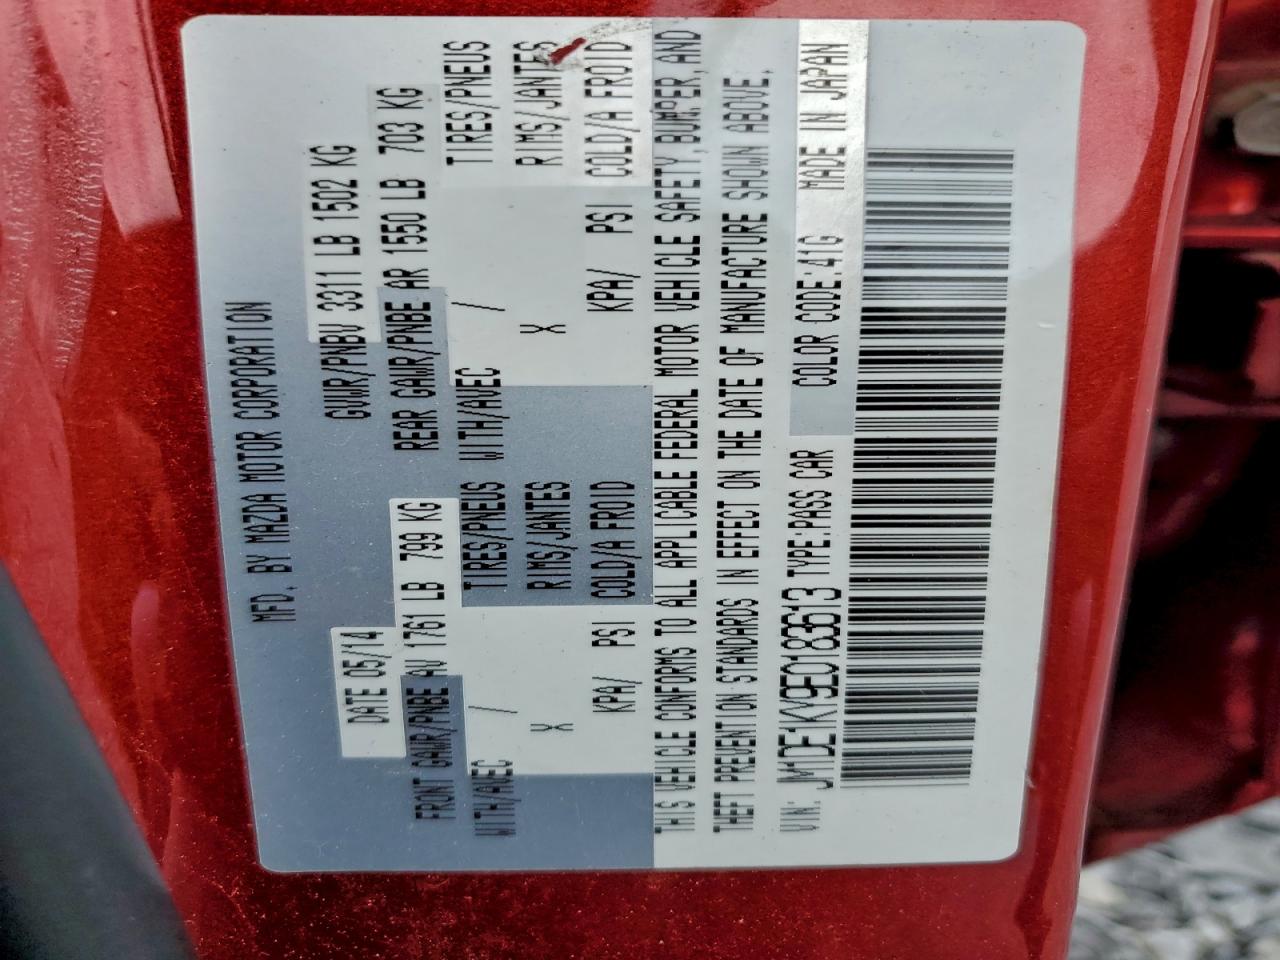 MFD. BY MAZDA MOTOR CORPORATION
DATE 05/14 GVWR/PNBV 3311 LB 1502 KG
FRONT GAWR/PNBE AV 1761 LB 799 KG REAR GAWR/PNBE AR 1550 LB 703 KG
WITH/AVEC / TIRES/PNEUS WITH/AVEC / TIRES/PNEUS
X RIMS/JANTES X RIMS/JANTES
KPA/ PSI COLD/A FROID KPA/ PSI COLD/A FROID
THIS VEHICLE CONFORMS TO ALL APPLICABLE FEDERAL MOTOR VEHICLE SAFETY, BUMPER, AND
THEFT PREVENTION STANDARDS IN EFFECT ON THE DATE OF MANUFACTURE SHOWN ABOVE.
VIN: JM1DE1KY9E0183613 TYPE:PASS CAR COLOR CODE:41G MADE IN JAPAN